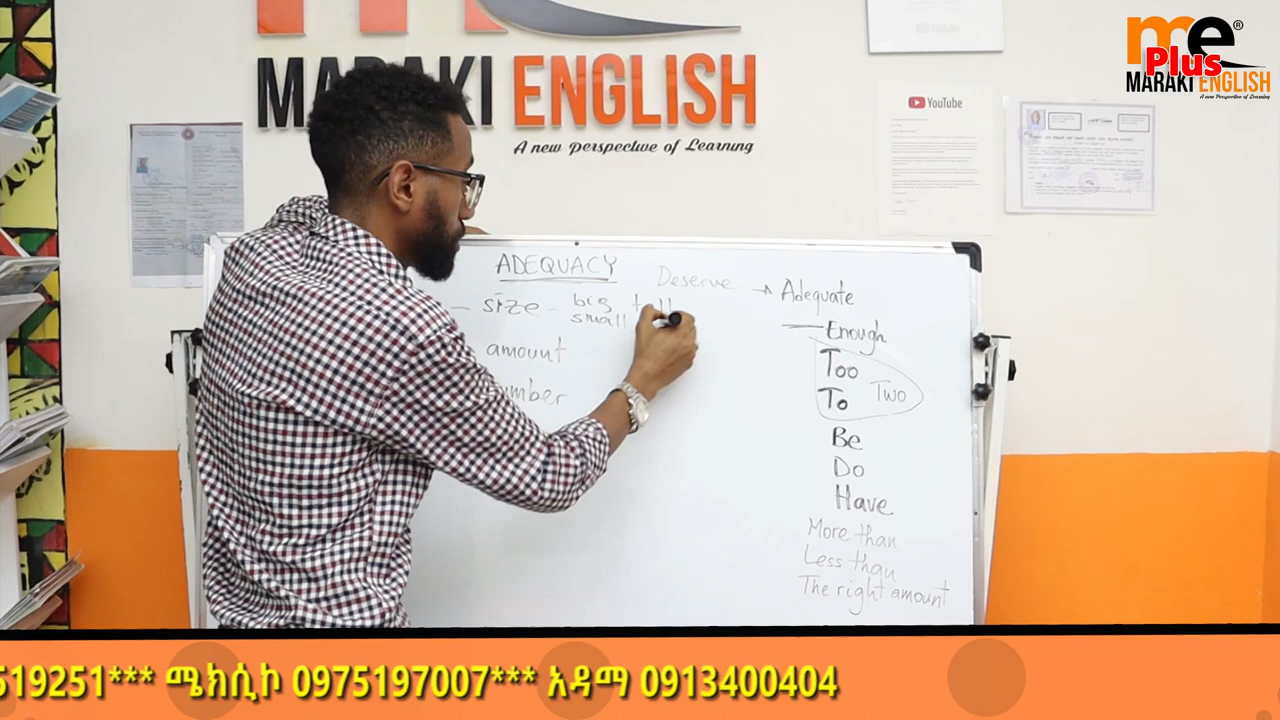 me®
Plus
MARAKI ENGLISH
A new Perspective of Learning
MARAKI ENGLISH
A new Perspective of Learning
YouTube
YouTube
ADEQUACY
Deserve
Adequate
- size - big
small
amount
Enough
Too
To
Two
Be
Do
Have
More than
Less than
The right amount
519251*** ሜክሲኮ 0975197007*** አዳማ 0913400404